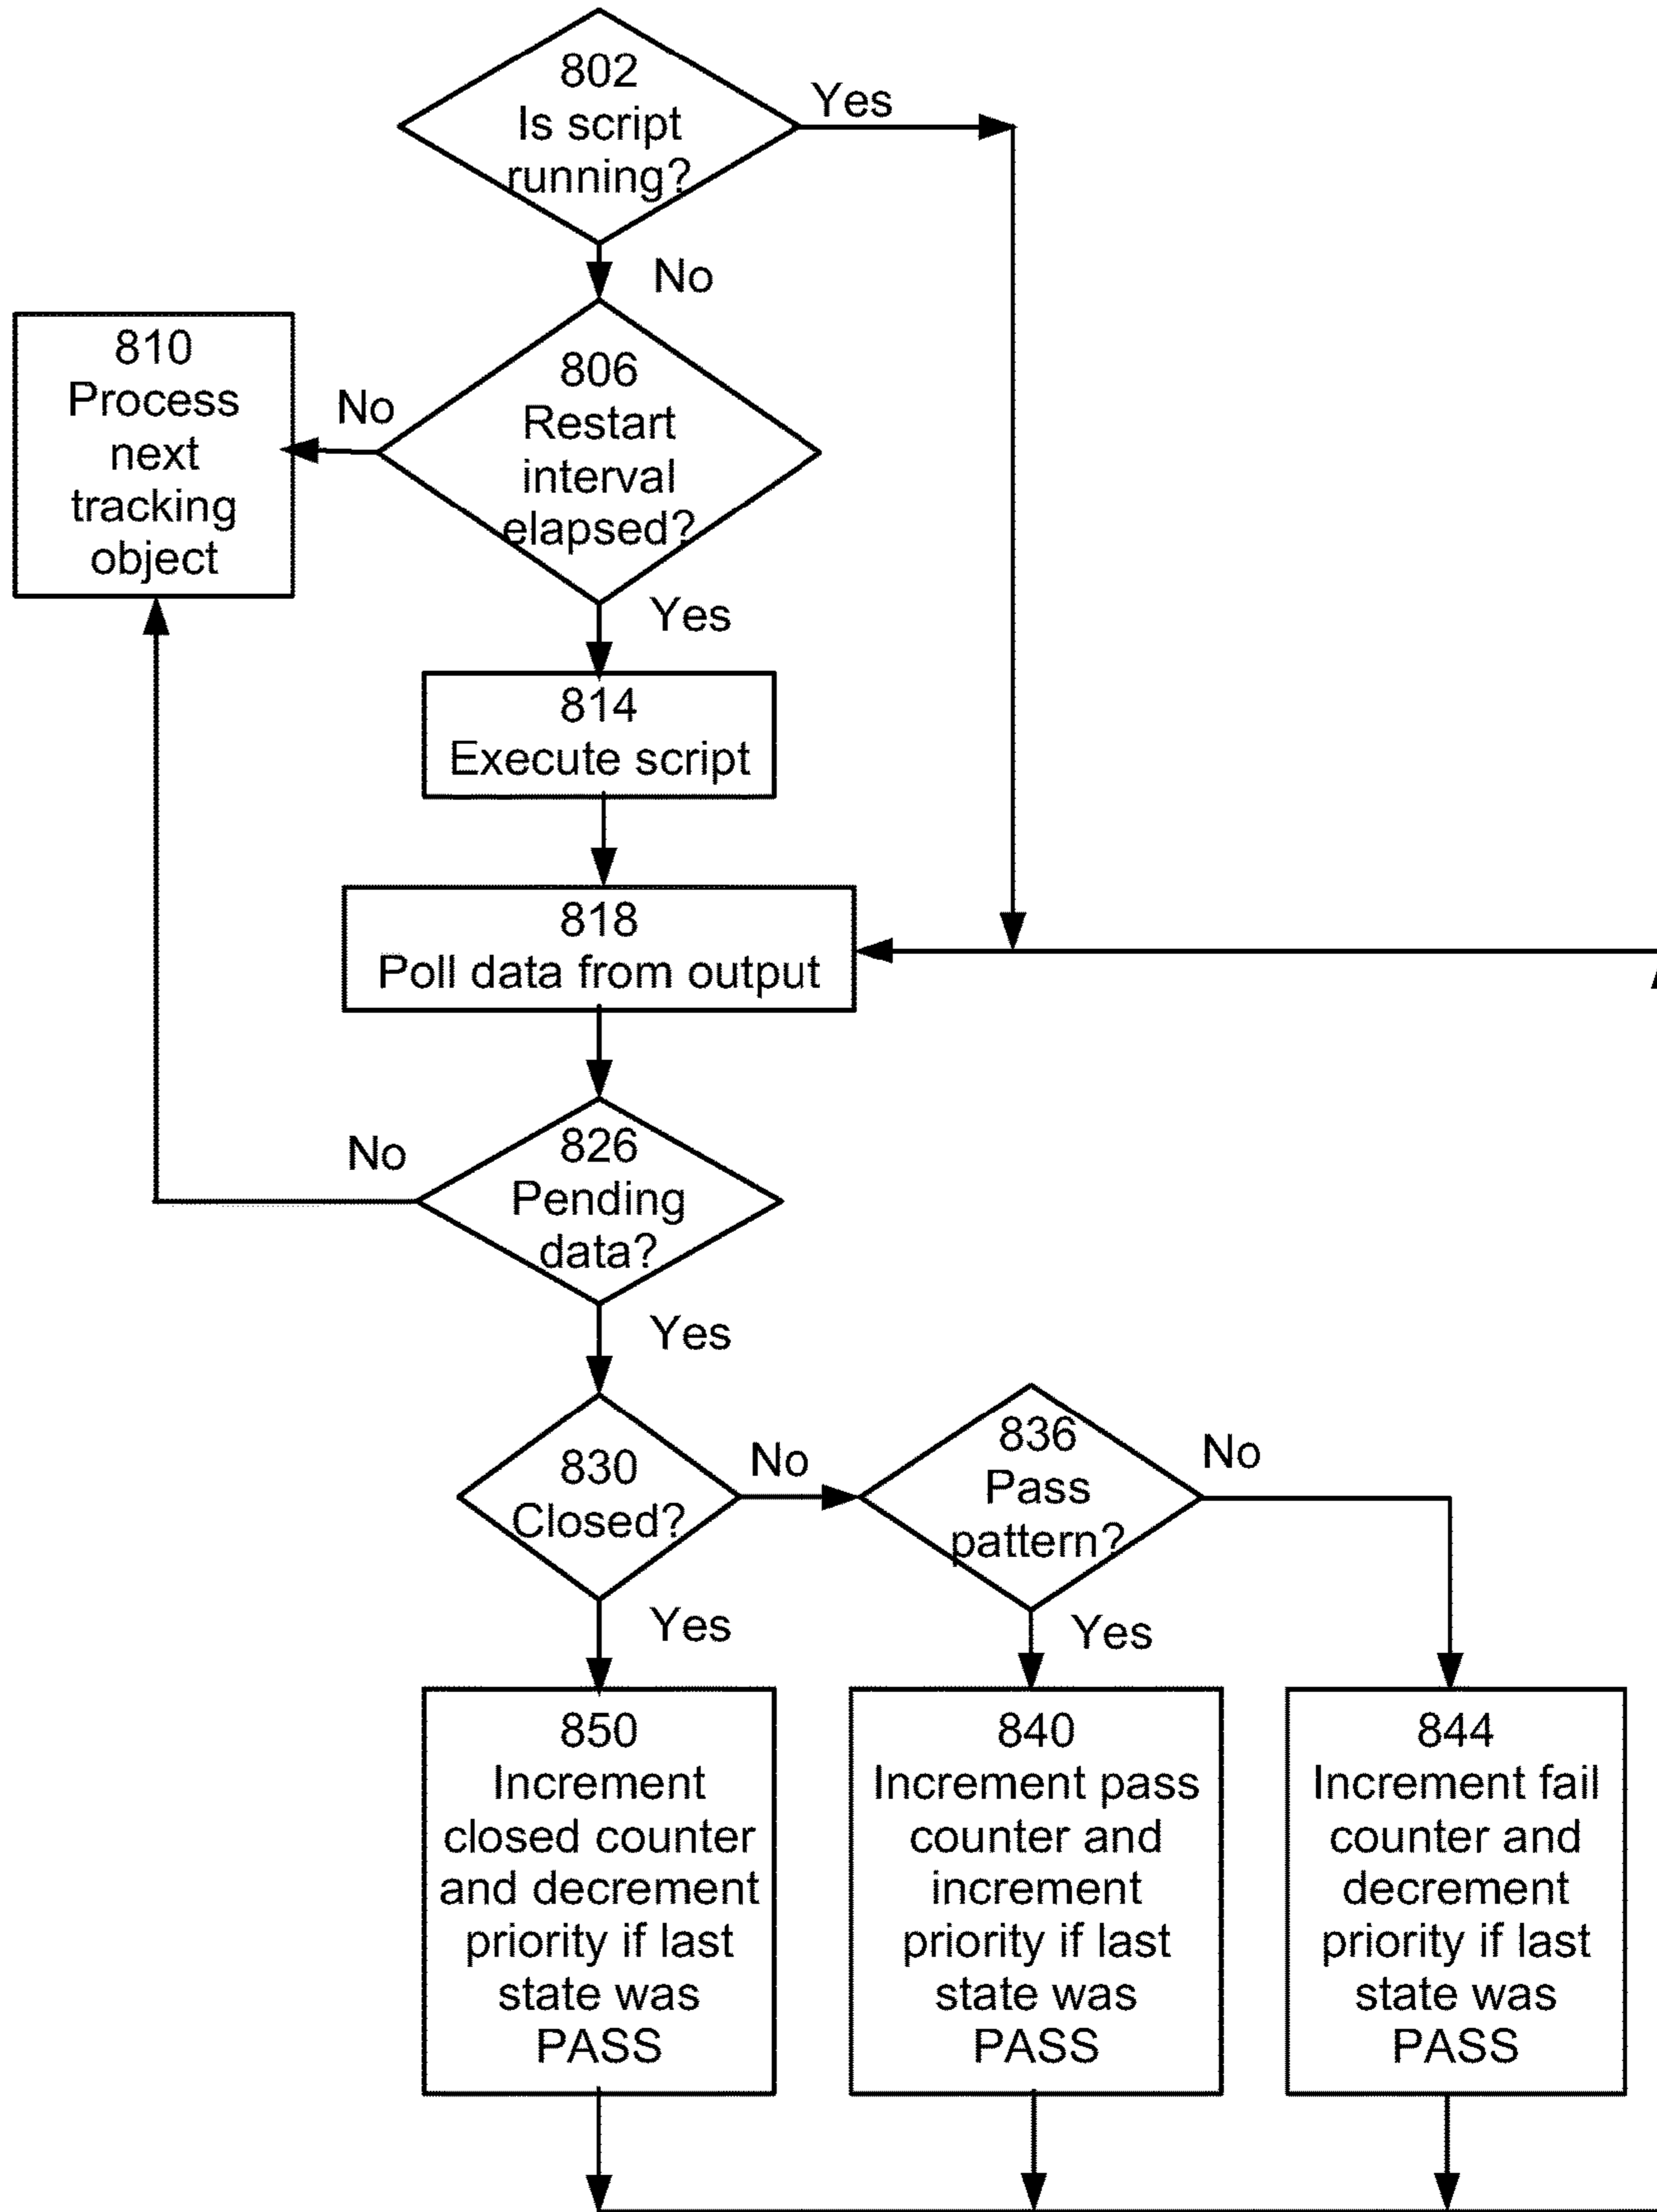 802
Is script
running?
Yes
No
810
Process
next
tracking
object
No
806
Restart
interval
elapsed?
Yes
814
Execute script
818
Poll data from output
No
826
Pending
data?
Yes
830
Closed?
No
836
Pass
pattern?
No
Yes
Yes
850
Increment
closed counter
and decrement
priority if last
state was
PASS
840
Increment pass
counter and
increment
priority if last
state was
PASS
844
Increment fail
counter and
decrement
priority if last
state was
PASS